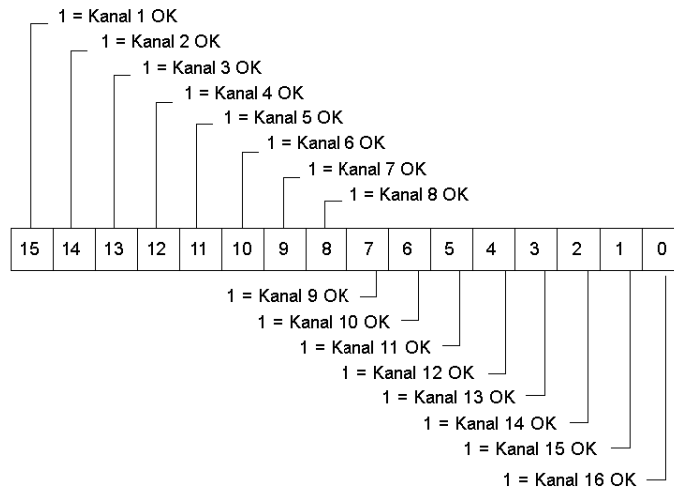 1 = Kanal 1 OK
1 = Kanal 2 OK
1 = Kanal 3 OK
1 = Kanal 4 OK
1 = Kanal 5 OK
1 = Kanal 6 OK
1 = Kanal 7 OK
1 = Kanal 8 OK
15 14 13 12 11 10 9 8 7 6 5 4 3 2 1 0
1 = Kanal 9 OK
1 = Kanal 10 OK
1 = Kanal 11 OK
1 = Kanal 12 OK
1 = Kanal 13 OK
1 = Kanal 14 OK
1 = Kanal 15 OK
1 = Kanal 16 OK